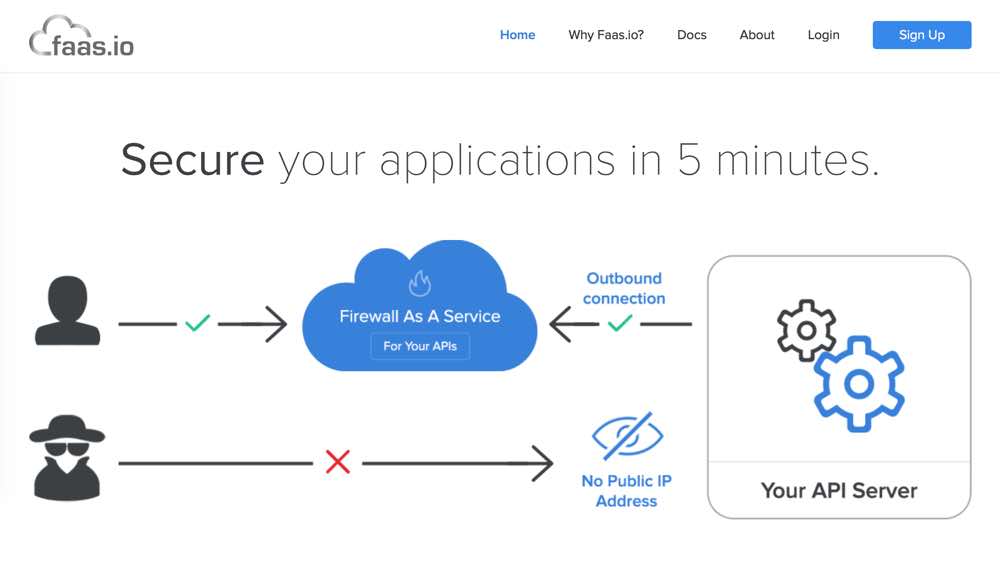 faas.io
Home
Why Faas.io?
Docs
About
Login
Sign Up
Secure your applications in 5 minutes.
Firewall As A Service
For Your APIs
Outbound
connection
No Public IP
Address
Your API Server